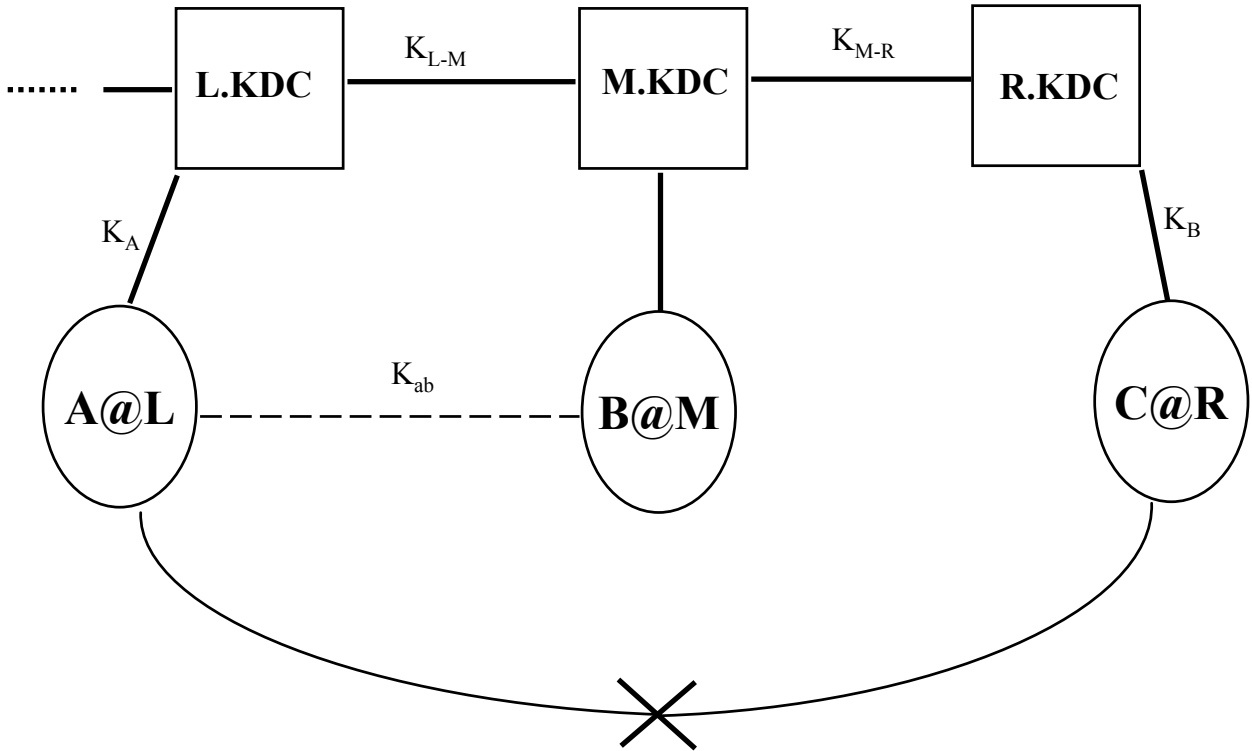 K_L-M
K_M-R
L.KDC
M.KDC
R.KDC
K_A
K_B
K_ab
A@L
B@M
C@R